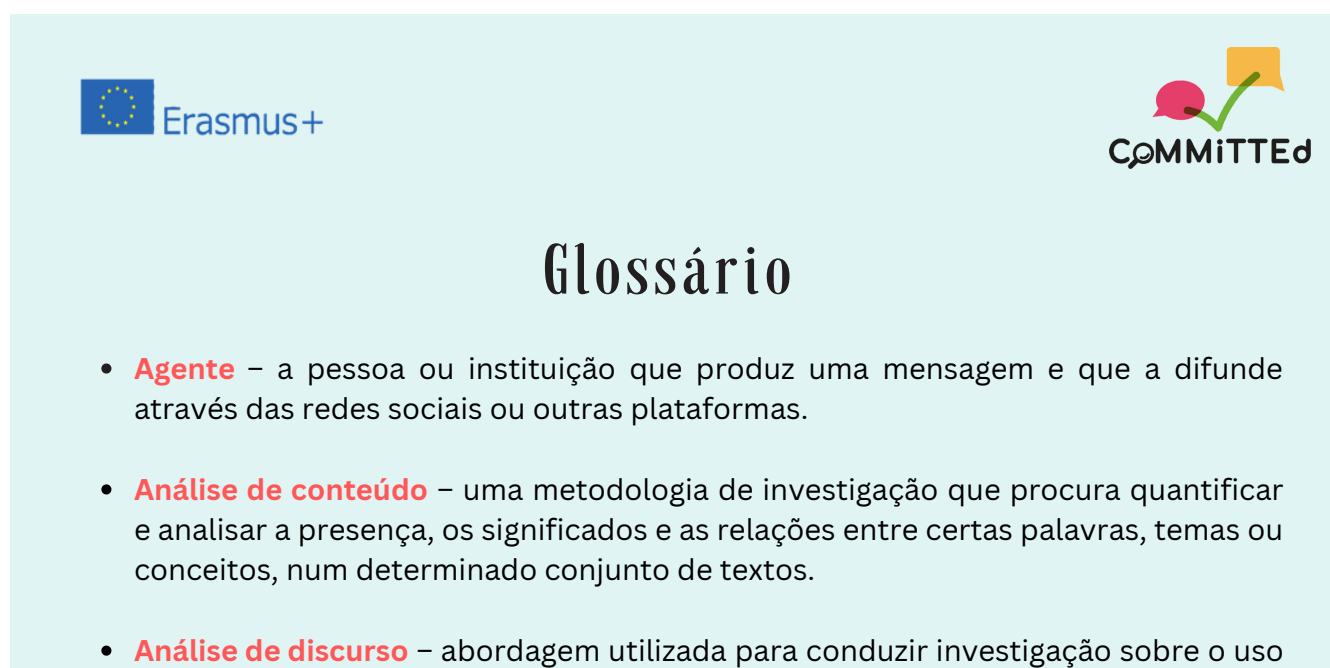 Erasmus+
CoMMiTTEd
Glossário
• Agente – a pessoa ou instituição que produz uma mensagem e que a difunde
através das redes sociais ou outras plataformas.
• Análise de conteúdo – uma metodologia de investigação que procura quantificar
e analisar a presença, os significados e as relações entre certas palavras, temas ou
conceitos, num determinado conjunto de textos.
• Análise de discurso – abordagem utilizada para conduzir investigação sobre o uso